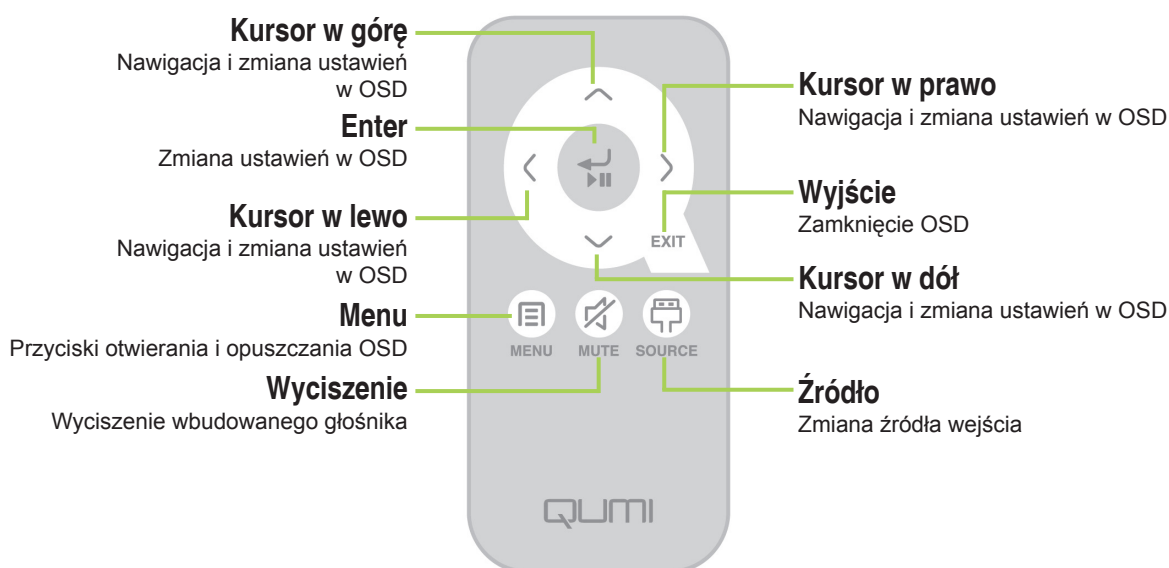 Kursor w górę
Nawigacja i zmiana ustawień
w OSD
Enter
Zmiana ustawień w OSD
Kursor w lewo
Nawigacja i zmiana ustawień
w OSD
Menu
Przyciski otwierania i opuszczania OSD
Wyciszenie
Wyciszenie wbudowanego głośnika
EXIT
MENU MUTE SOURCE
QUMI
Kursor w prawo
Nawigacja i zmiana ustawień w OSD
Wyjście
Zamknięcie OSD
Kursor w dół
Nawigacja i zmiana ustawień w OSD
Źródło
Zmiana źródła wejścia